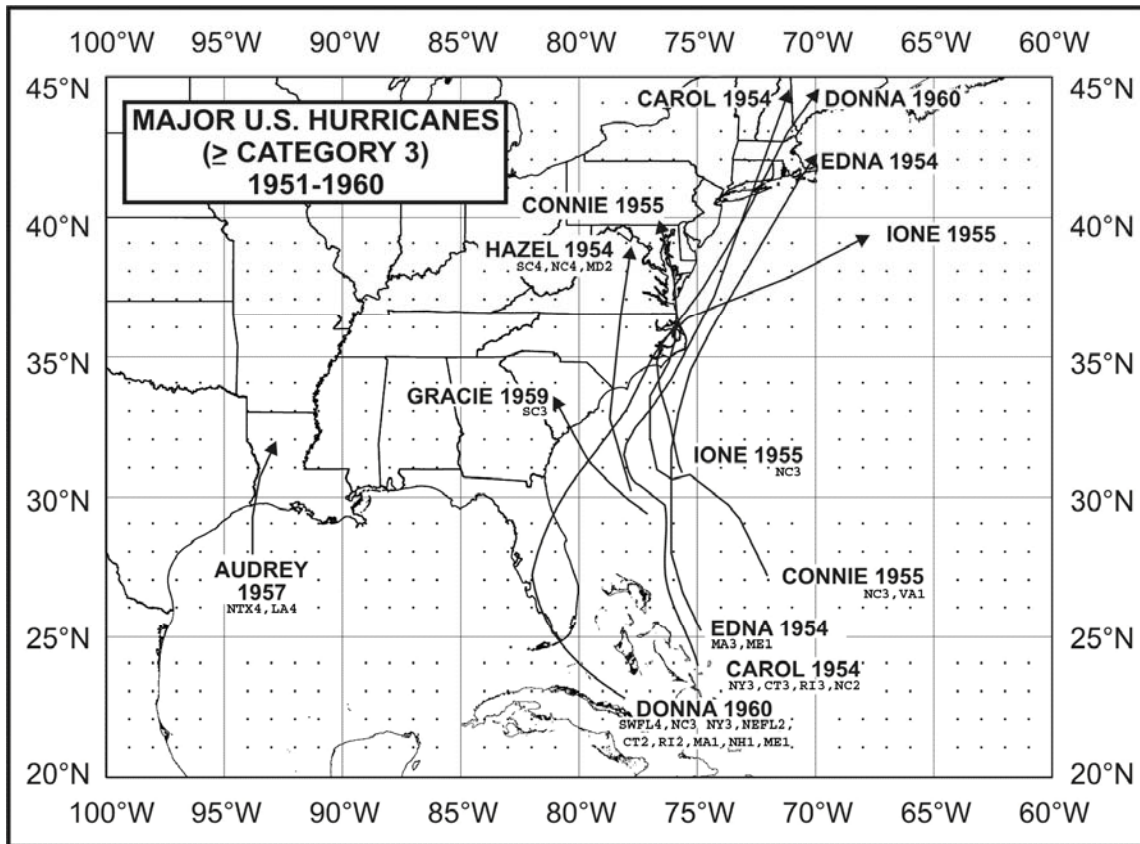 100°W 95°W 90°W 85°W 80°W 75°W 70°W 65°W 60°W
45°N 45°N
MAJOR U.S. HURRICANES
(≥ CATEGORY 3)
1951-1960
CAROL 1954 DONNA 1960
EDNA 1954
CONNIE 1955
40°N 40°N
IONE 1955
HAZEL 1954
SC4,NC4,MD2
35°N 35°N
GRACIE 1959
SC3
IONE 1955
NC3
30°N 30°N
AUDREY
1957
NTX4,LA4
CONNIE 1955
NC3,VA1
25°N 25°N
EDNA 1954
MA3,ME1
CAROL 1954
NY3,CT3,RI3,NC2
DONNA 1960
SWFL4,NC3 NY3,NEFL2,
CT2,RI2,MA1,NH1,ME1
20°N 20°N
100°W 95°W 90°W 85°W 80°W 75°W 70°W 65°W 60°W